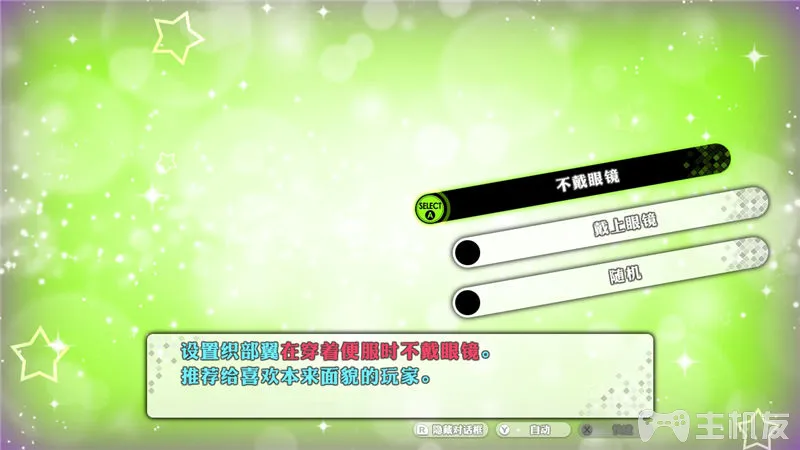 不戴眼镜
SELECT
A
戴上眼镜
随机
设置织部翼在穿着便服时不戴眼镜。
推荐给喜欢本来面貌的玩家。
R 隐藏对话框 Y 自动 X 快进
主机友